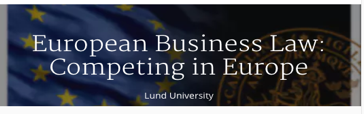 European Business Law:
Competing in Europe
Lund University